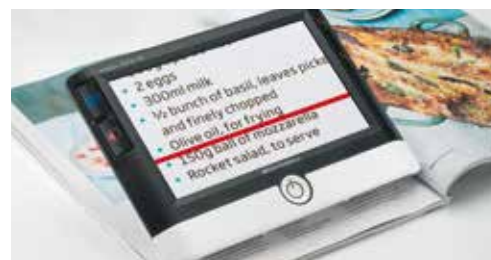 2 eggs
300ml milk
½ bunch of basil, leaves picke
and finely chopped
Olive oil, for frying
150g ball of mozzarella
Rocket salad, to serve